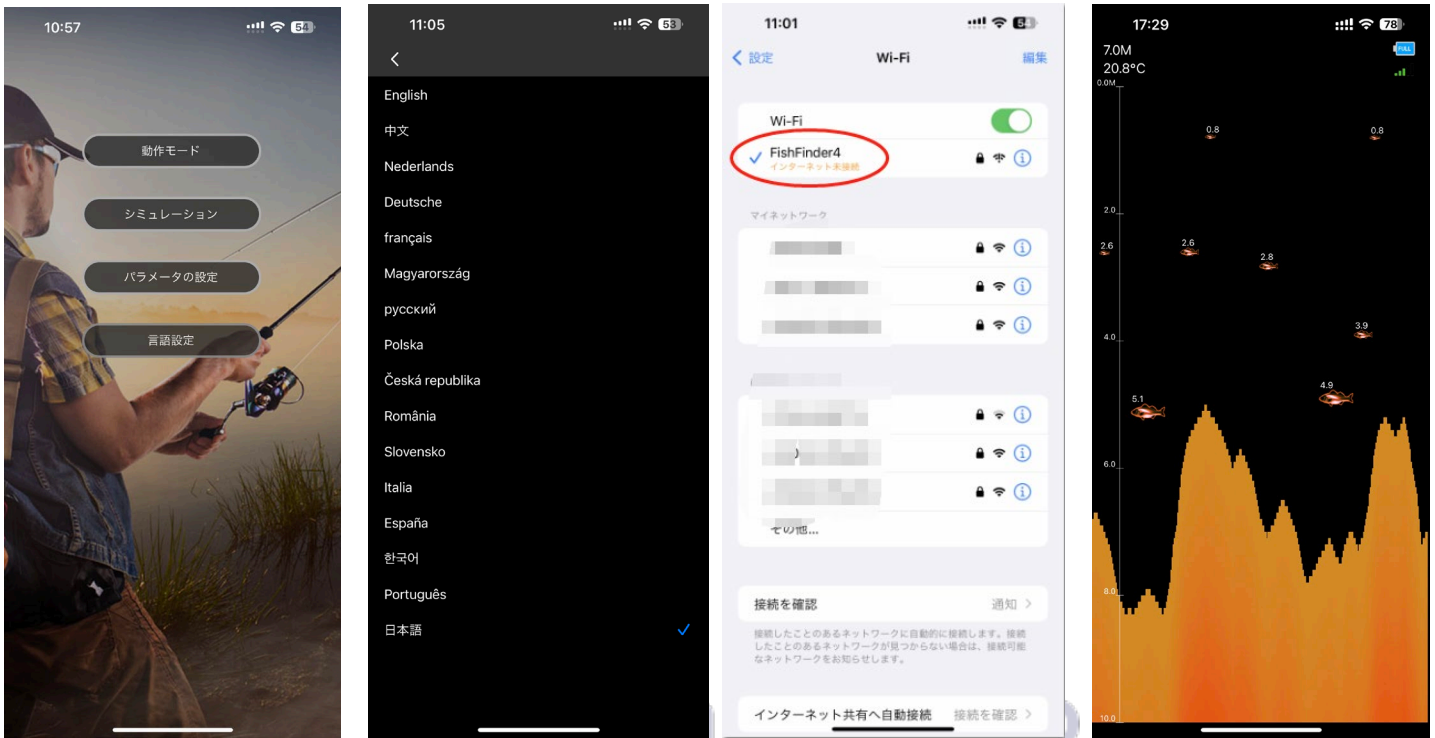 10:57
54
動作モード
シミュレーション
パラメータの設定
言語設定
11:05
53
English
中文
Nederlands
Deutsche
français
Magyarország
русский
Polska
Česká republika
România
Slovensko
Italia
España
한국어
Português
日本語
11:01
54
設定
Wi-Fi
編集
Wi-Fi
FishFinder4
インターネット未接続
マイネットワーク
その他...
接続を確認
通知
接続したことのあるネットワークに自動的に接続します。接続
したことのあるネットワークが見つからない場合は、接続可能
なネットワークをお知らせします。
インターネット共有へ自動接続
接続を確認
17:29
78
7.0M
FULL
20.8°C
0.0M
0.8
0.8
2.0
2.6
2.6
2.8
3.9
4.0
4.9
5.1
6.0
8.0
10.0